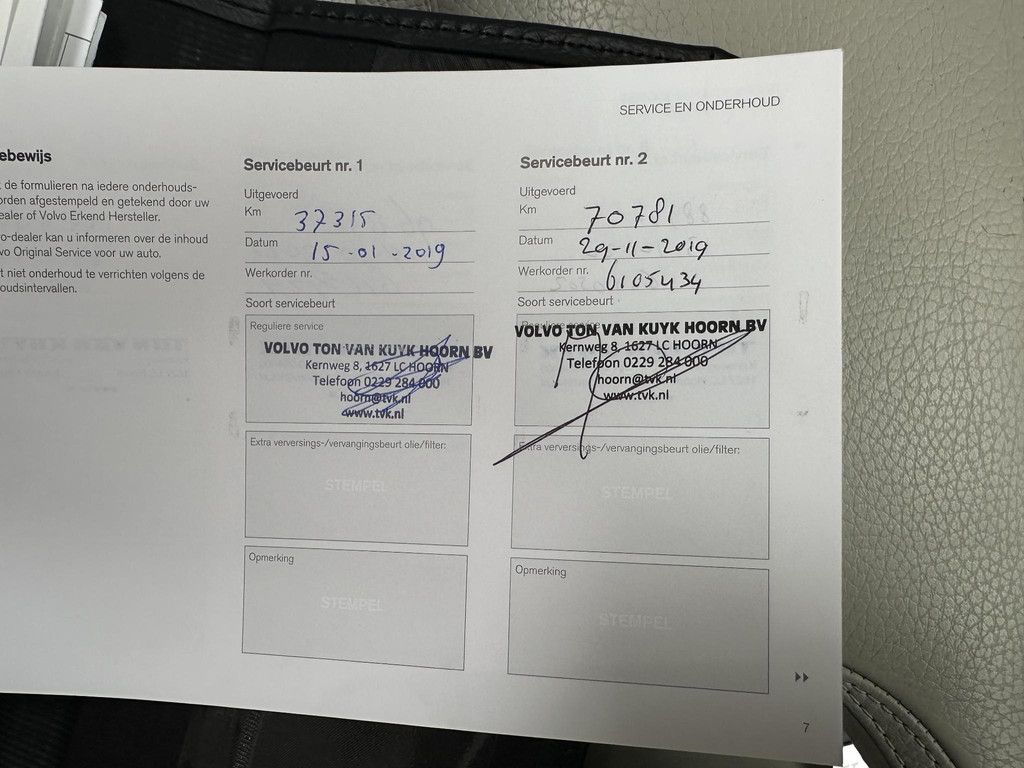 SERVICE EN ONDERHOUD
ebewijs
de formulieren na iedere onderhouds-
orden afgestempeld en getekend door uw
ealer of Volvo Erkend Hersteller.
o-dealer kan u informeren over de inhoud
vo Original Service voor uw auto.
t niet onderhoud te verrichten volgens de
oudsintervallen.
Servicebeurt nr. 1
Uitgevoerd
Km 37315
Datum 15-01-2019
Werkorder nr.
Soort servicebeurt
Reguliere service
VOLVO TON VAN KUYK HOORN BV
Kernweg 8, 1627 LC HOORN
Telefoon 0229 284 000
hoorn@tvk.nl
www.tvk.nl
Extra verversings-/vervangingsbeurt olie/filter:
STEMPEL
Opmerking
STEMPEL
Servicebeurt nr. 2
Uitgevoerd
Km 70781
Datum 29-11-2019
Werkorder nr. 6105434
Soort servicebeurt
Reguliere service
VOLVO TON VAN KUYK HOORN BV
Kernweg 8, 1627 LC HOORN
Telefoon 0229 284 000
hoorn@tvk.nl
www.tvk.nl
Extra verversings-/vervangingsbeurt olie/filter:
STEMPEL
Opmerking
STEMPEL
7